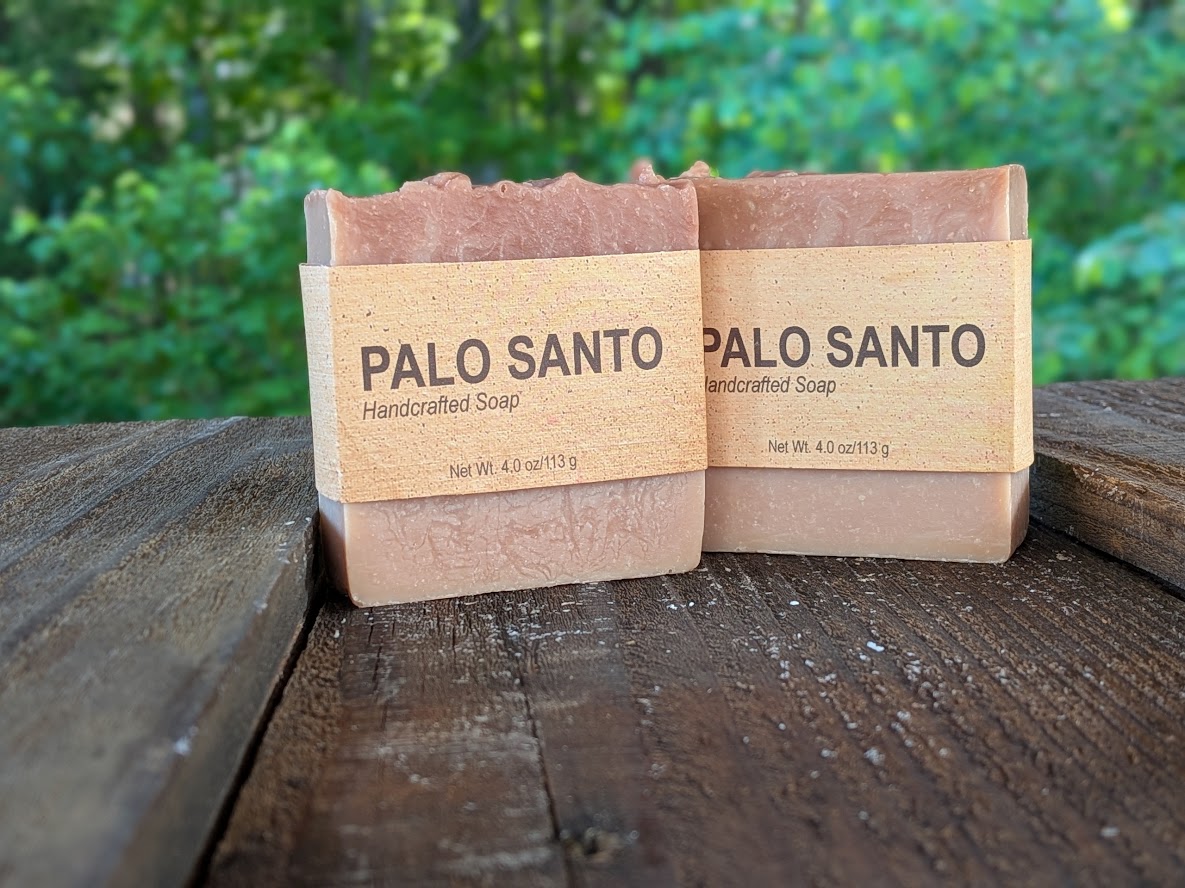 PALO SANTO
Handcrafted Soap
Net Wt. 4.0 oz/113 g
PALO SANTO
andcrafted Soap
Net Wt. 4.0 oz/113 g